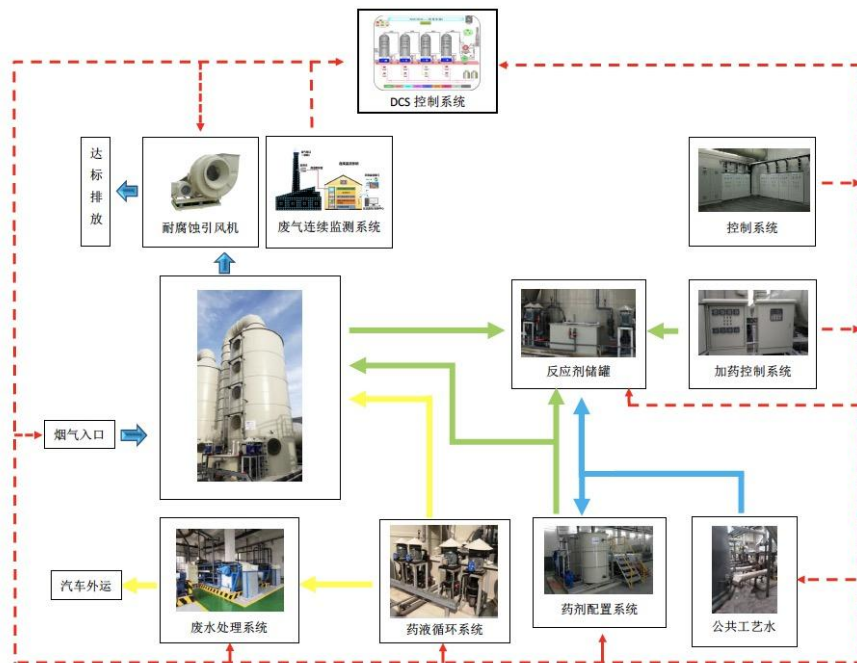 DCS 控制系统
达标排放
耐腐蚀引风机
废气连续监测系统
控制系统
反应剂储罐
加药控制系统
烟气入口
汽车外运
废水处理系统
药液循环系统
药剂配置系统
公共工艺水